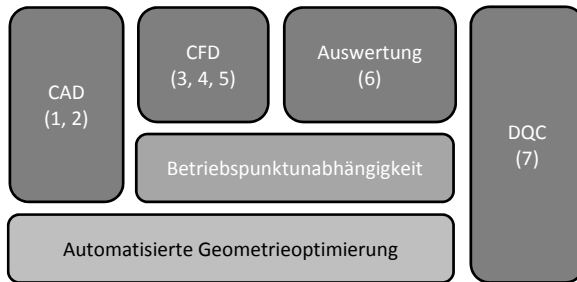 CAD
(1, 2)
CFD
(3, 4, 5)
Auswertung
(6)
DQC
(7)
Betriebspunktunabhängigkeit
Automatisierte Geometrieoptimierung